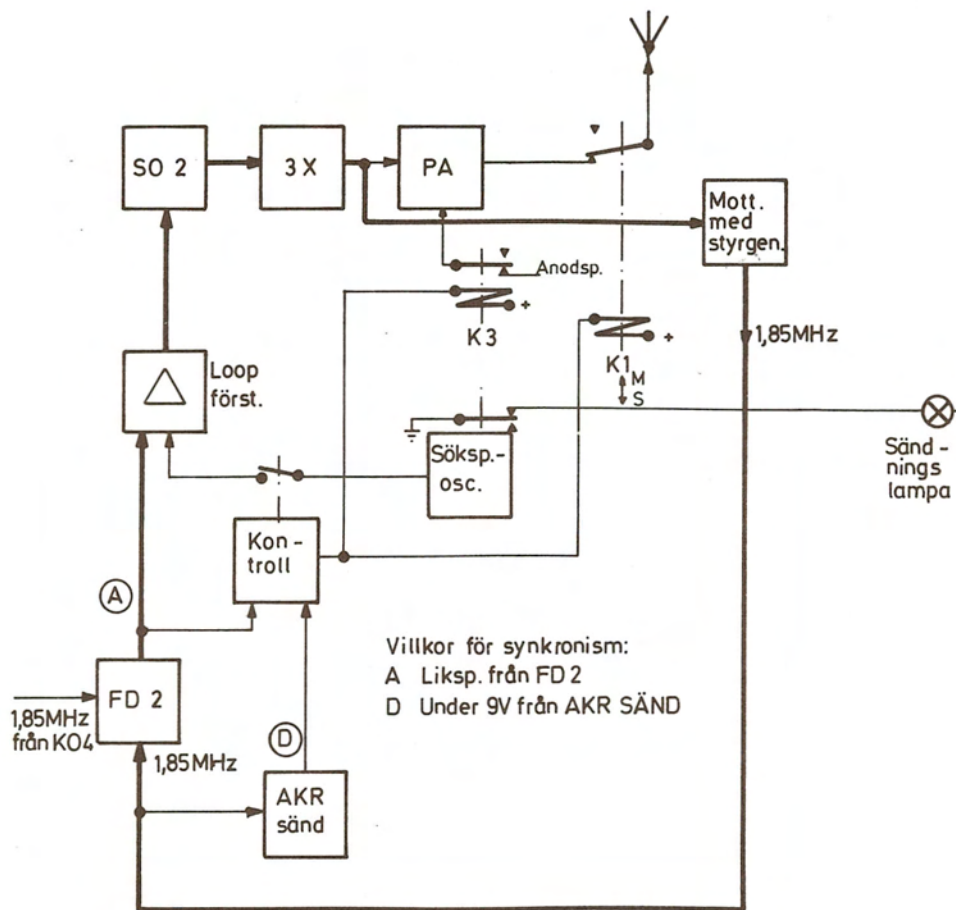 SO 2
3 X
PA
Mott.
med
styrgen.
Anodsp.
+
K3
+
K1
M
S
1,85MHz
Loop
först.
Söksp.-
osc.
Sänd-
nings
lampa
Kon-
troll
A
Villkor för synkronism:
A Liksp. från FD 2
D Under 9V från AKR SÄND
FD 2
1,85MHz
från KO4
1,85MHz
D
AKR
sänd